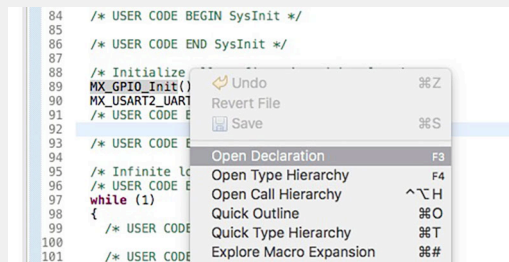 84 /* USER CODE BEGIN SysInit */
85
86 /* USER CODE END SysInit */
87
88 /* Initialize
89 MX_GPIO_Init()
90 MX_USART2_UART
91 /* USER CODE
92
93 /* USER CODE
94
95 /* Infinite
96 /* USER CODE
97 while (1)
98 {
99 /* USER CODE
100
101 /* USER CODE
Undo ⌘Z
Revert File
Save ⌘S
Open Declaration F3
Open Type Hierarchy F4
Open Call Hierarchy ^⌥H
Quick Outline ⌘O
Quick Type Hierarchy ⌘T
Explore Macro Expansion ⌘#